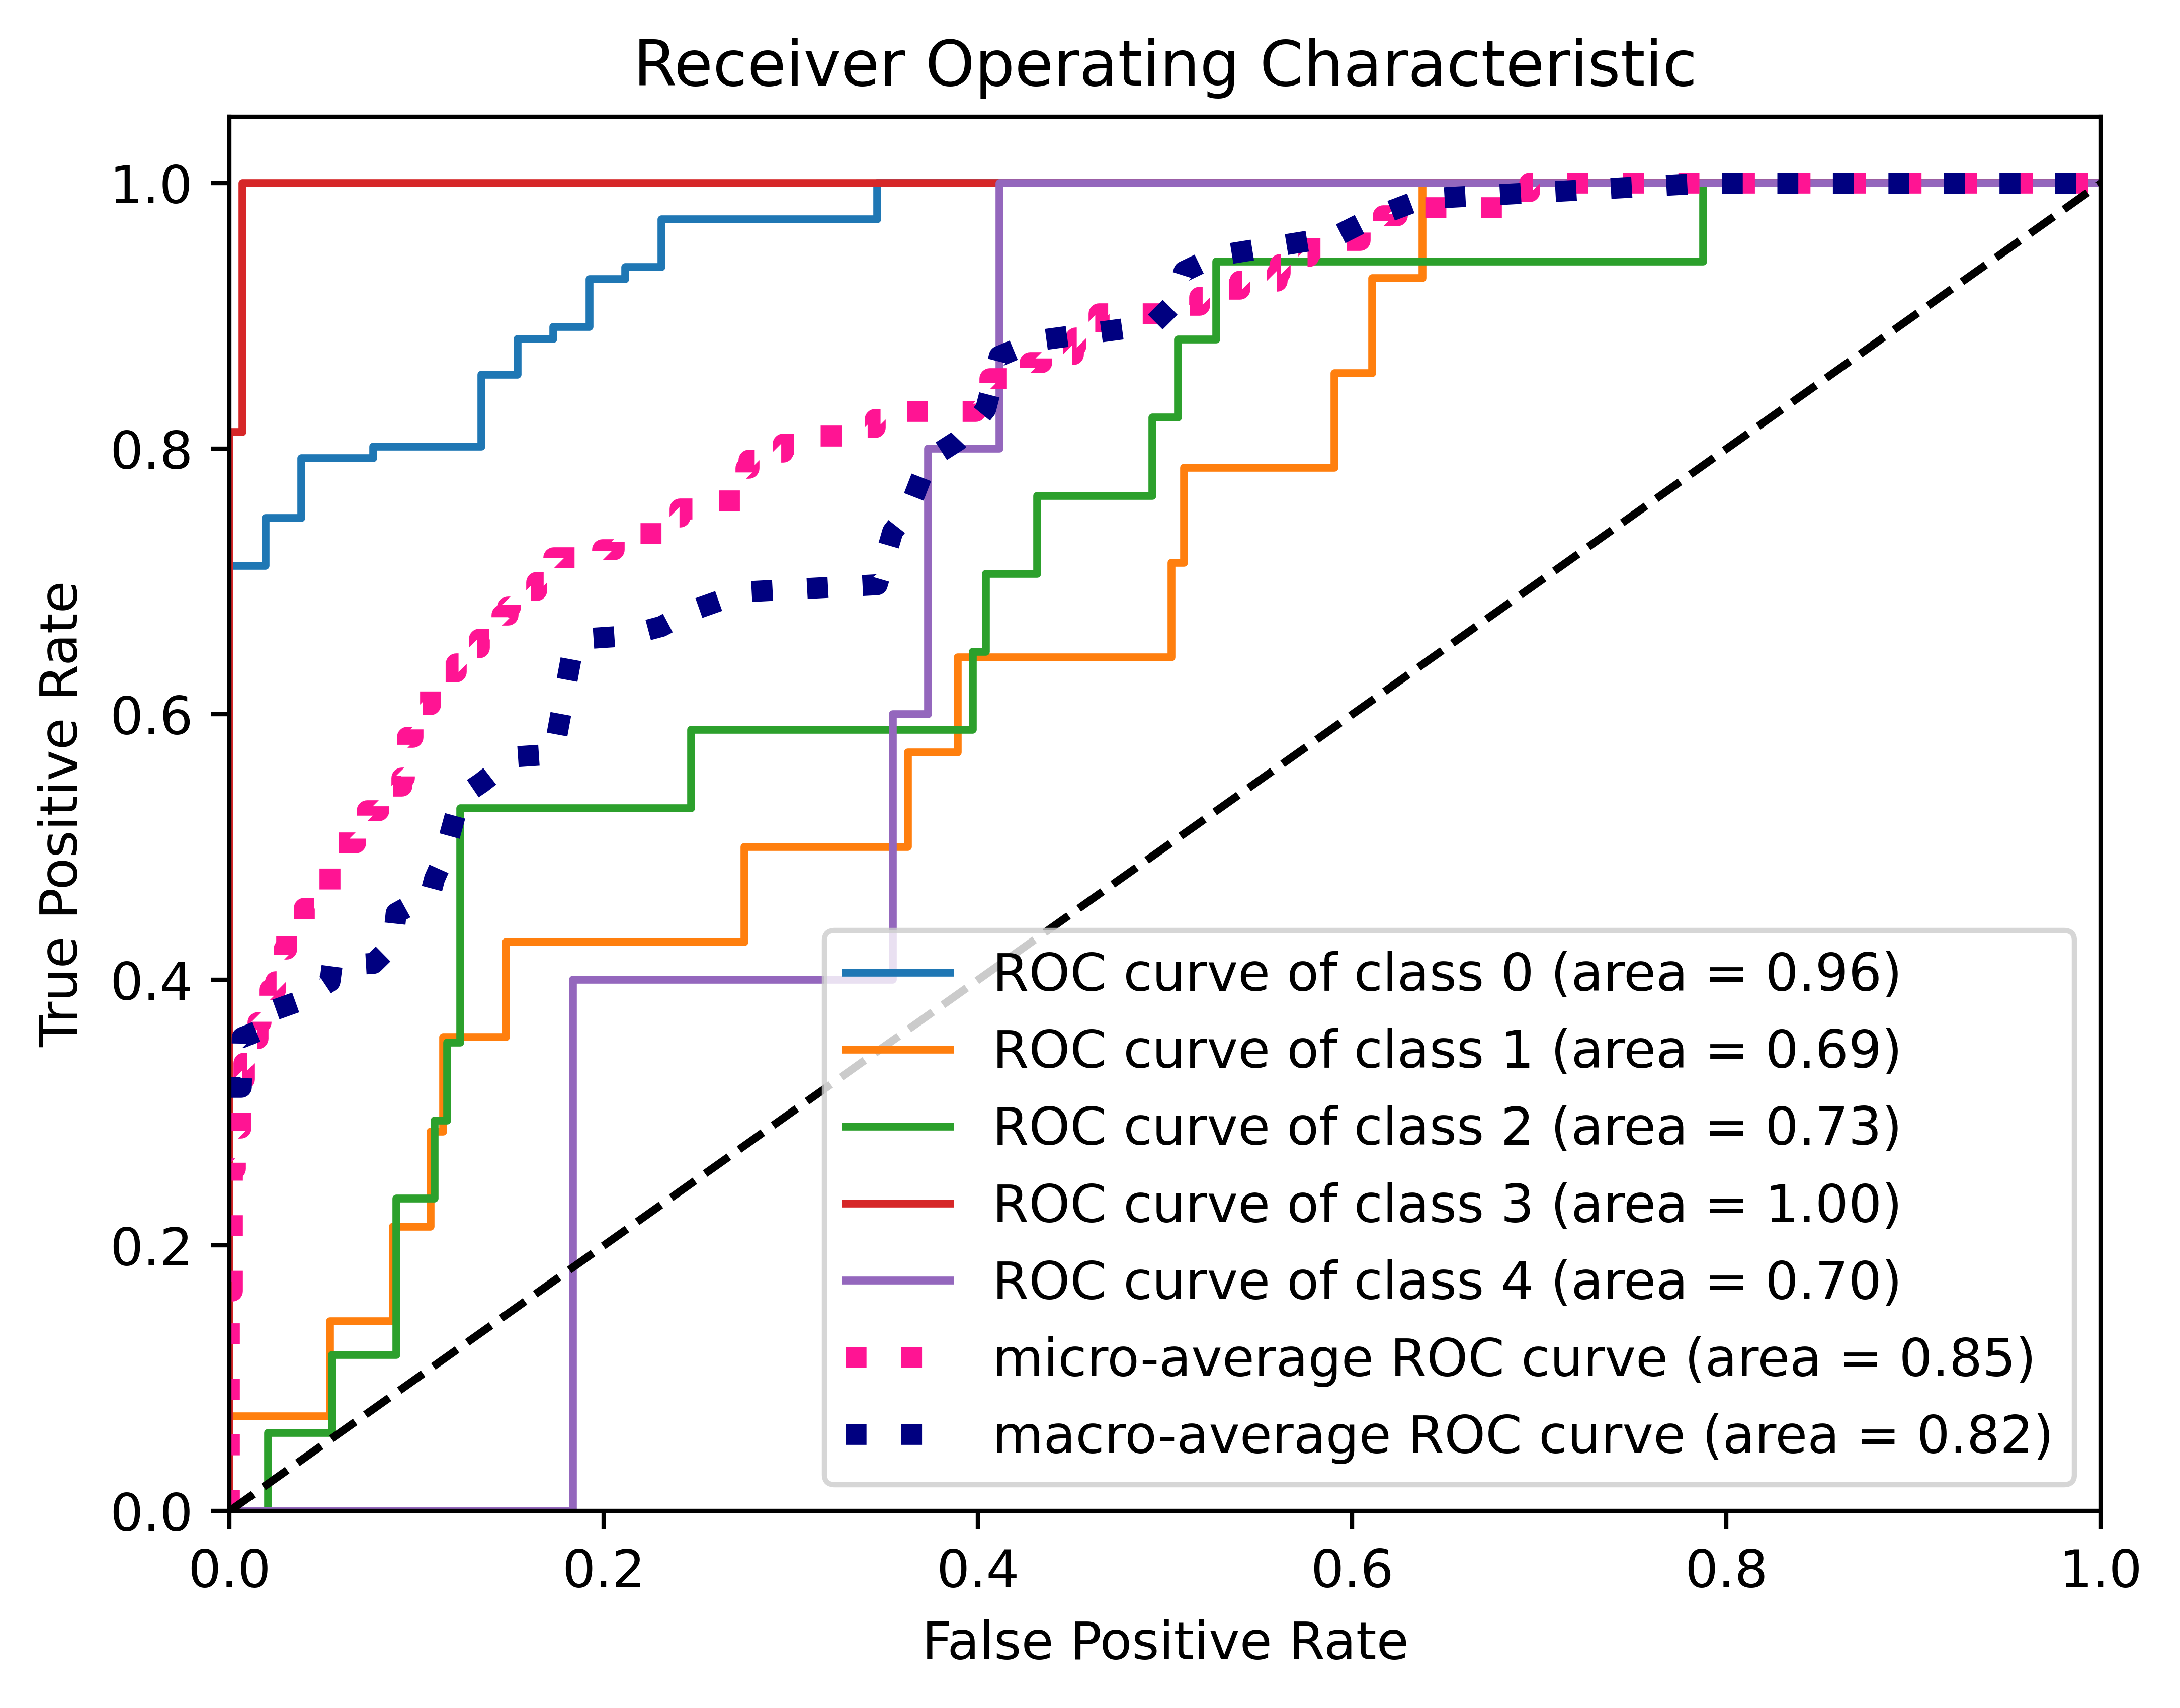 Receiver Operating Characteristic
1.0
0.8
0.6
0.4
0.2
0.0
True Positive Rate
ROC curve of class 0 (area = 0.96)
ROC curve of class 1 (area = 0.69)
ROC curve of class 2 (area = 0.73)
ROC curve of class 3 (area = 1.00)
ROC curve of class 4 (area = 0.70)
micro-average ROC curve (area = 0.85)
macro-average ROC curve (area = 0.82)
0.0 0.2 0.4 0.6 0.8 1.0
False Positive Rate